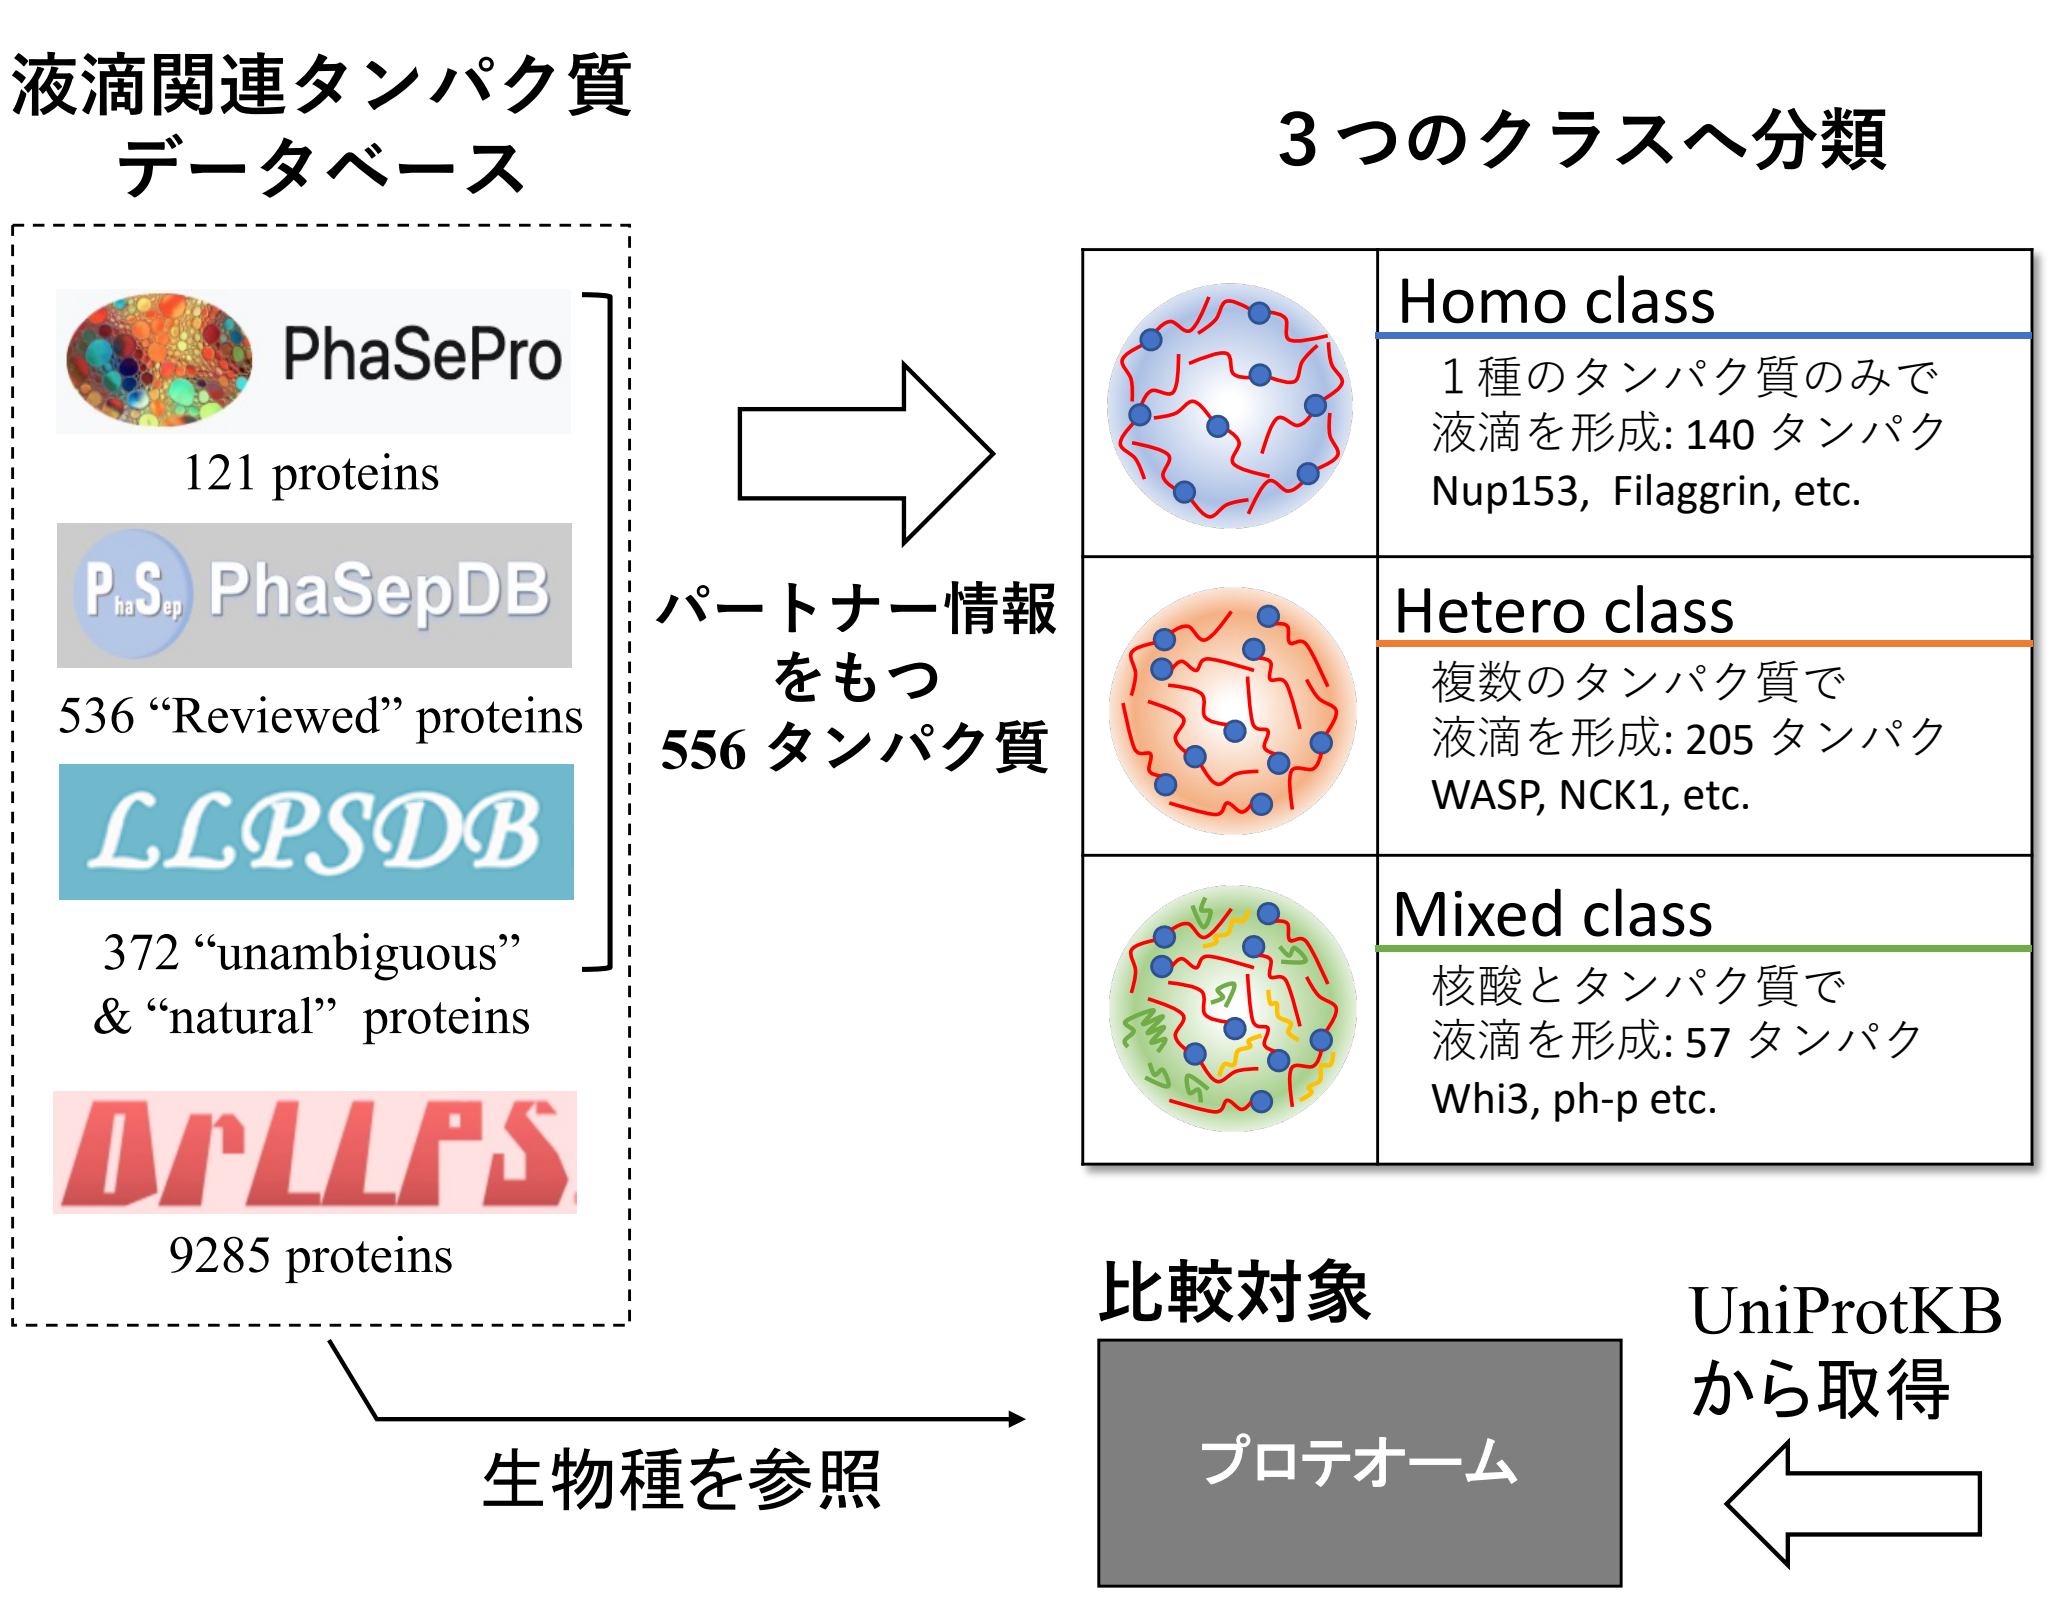 液滴関連タンパク質
データベース
PhaSePro
121 proteins
PhaSep PhaSepDB
536 “Reviewed” proteins
LLPSDB
372 “unambiguous”
& “natural” proteins
DrLLPS.
9285 proteins
パートナー情報
をもつ
556 タンパク質
３つのクラスへ分類
Homo class
１種のタンパク質のみで
液滴を形成: 140 タンパク
Nup153, Filaggrin, etc.
Hetero class
複数のタンパク質で
液滴を形成: 205 タンパク
WASP, NCK1, etc.
Mixed class
核酸とタンパク質で
液滴を形成: 57 タンパク
Whi3, ph-p etc.
生物種を参照
比較対象
プロテオーム
UniProtKB
から取得